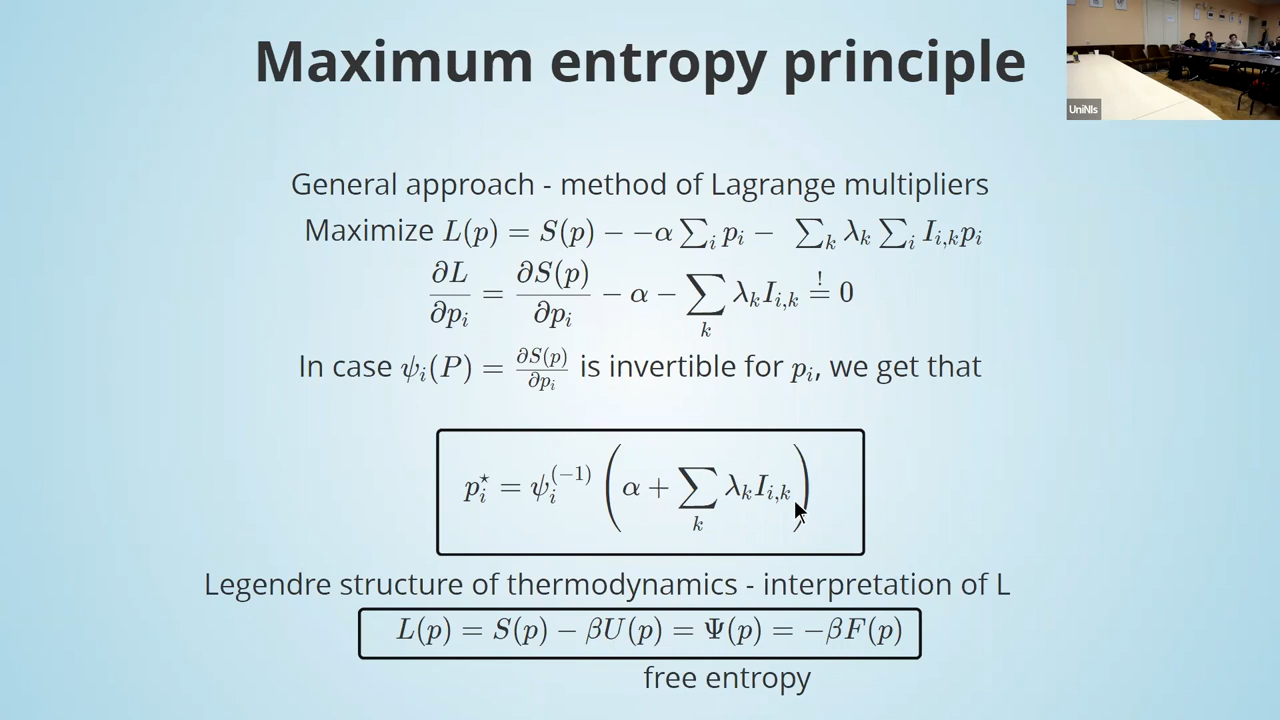 Maximum entropy principle
UniNIs
General approach - method of Lagrange multipliers
Maximize L(p) = S(p) − −α ∑_i p_i − ∑_k λ_k ∑_i I_{i,k} p_i
∂L/∂p_i = ∂S(p)/∂p_i − α − ∑_k λ_k I_{i,k} =^! 0
In case ψ_i(P) = ∂S(p)/∂p_i is invertible for p_i, we get that
p_i^⋆ = ψ_i^{(−1)} (α + ∑_k λ_k I_{i,k})
Legendre structure of thermodynamics - interpretation of L
L(p) = S(p) − βU(p) = Ψ(p) = −βF(p)
free entropy